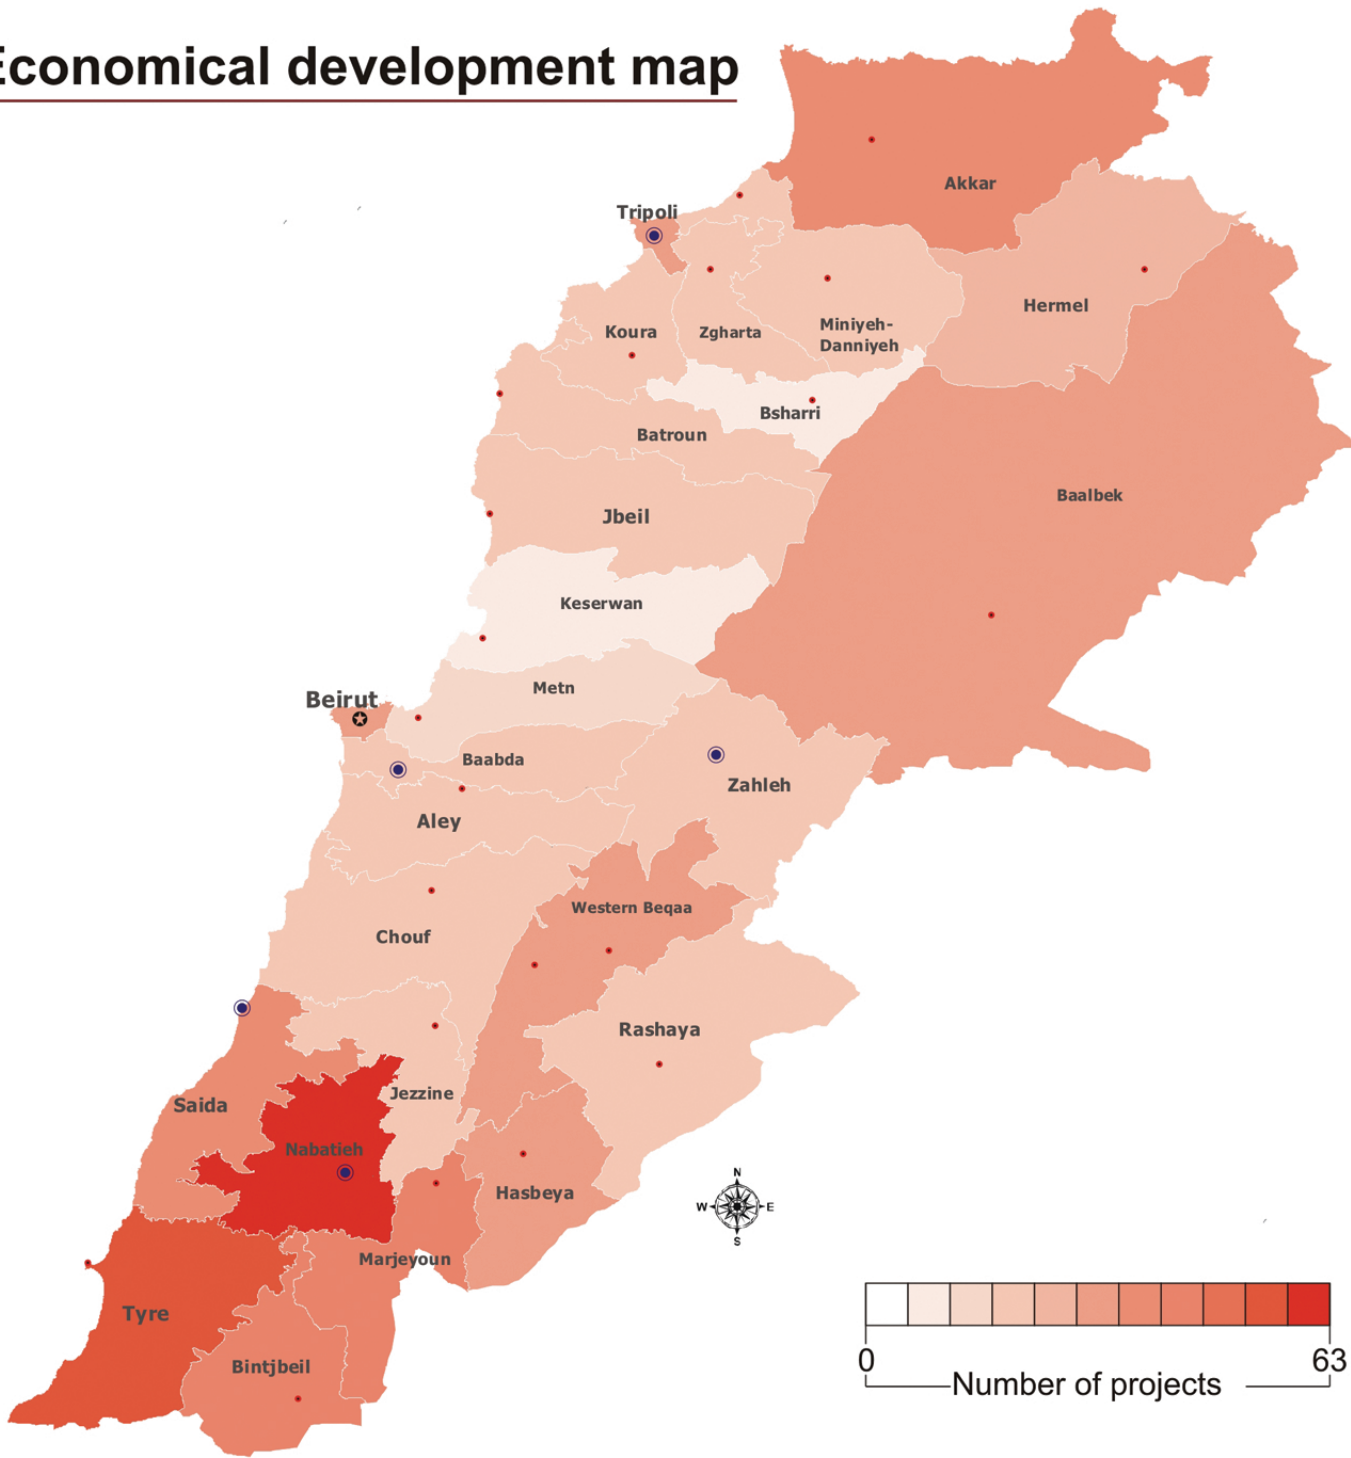 Economical development map
Akkar
Tripoli
Hermel
Koura
Zgharta
Miniyeh-
Danniyeh
Bsharri
Batroun
Baalbek
Jbeil
Keserwan
Metn
Beirut
Baabda
Zahleh
Aley
Western Beqaa
Chouf
Rashaya
Jezzine
Saida
Nabatieh
Hasbeya
N
W E
S
Marjeyoun
Tyre
Bintjbeil
0 63
Number of projects